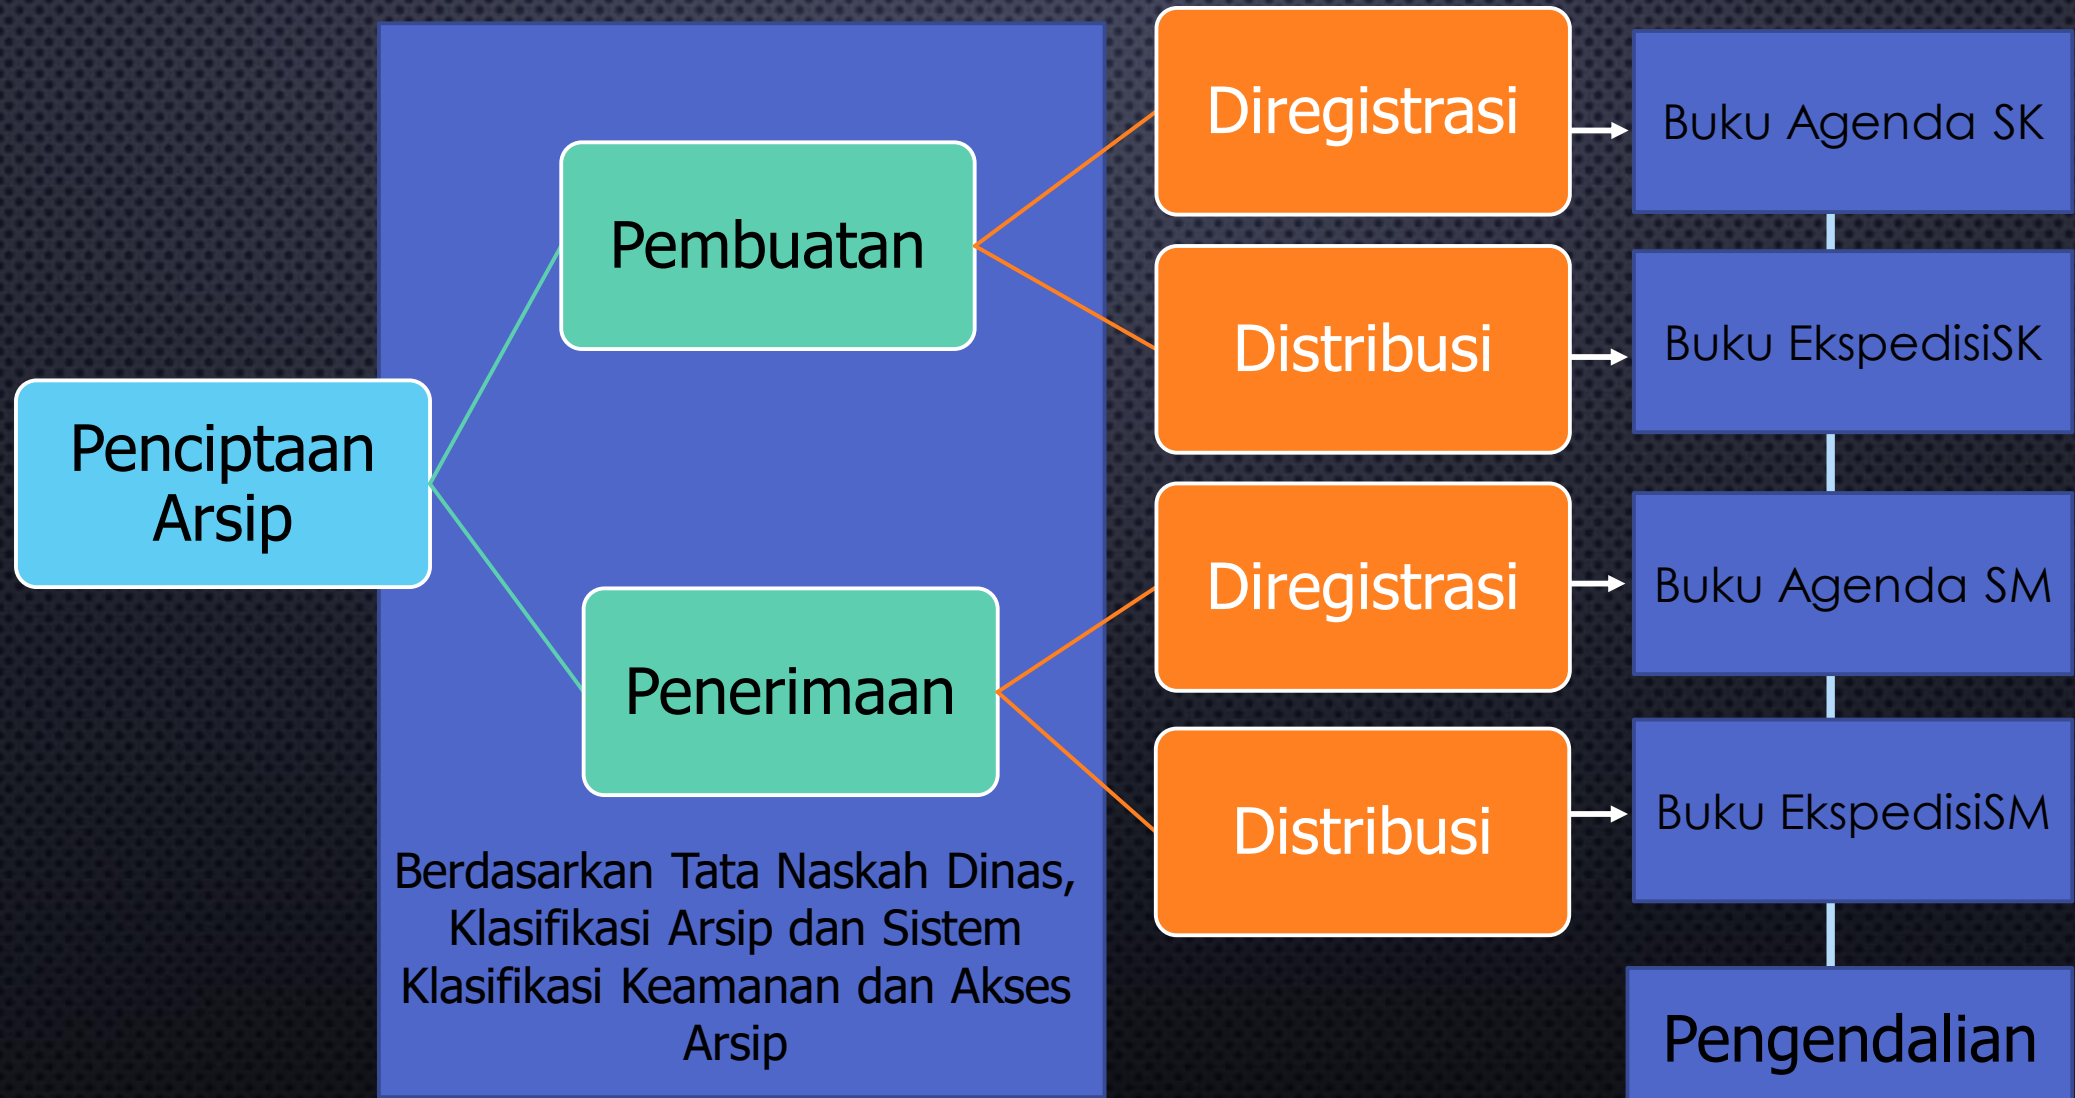 Penciptaan
Arsip
Pembuatan
Penerimaan
Berdasarkan Tata Naskah Dinas,
Klasifikasi Arsip dan Sistem
Klasifikasi Keamanan dan Akses
Arsip
Diregistrasi
Distribusi
Diregistrasi
Distribusi
Buku Agenda SK
Buku EkspedisiSK
Buku Agenda SM
Buku EkspedisiSM
Pengendalian